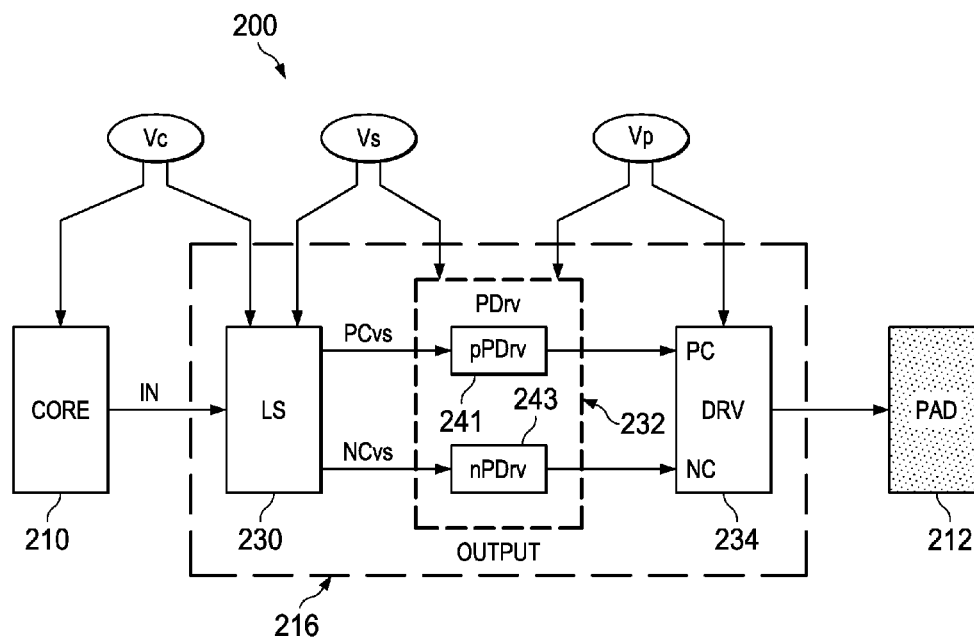 200
Vc
Vs
Vp
PDrv
PCvs
pPDrv
PC
IN
241
243
CORE
LS
232
DRV
PAD
NCvs
nPDrv
NC
210
230
OUTPUT
234
212
216